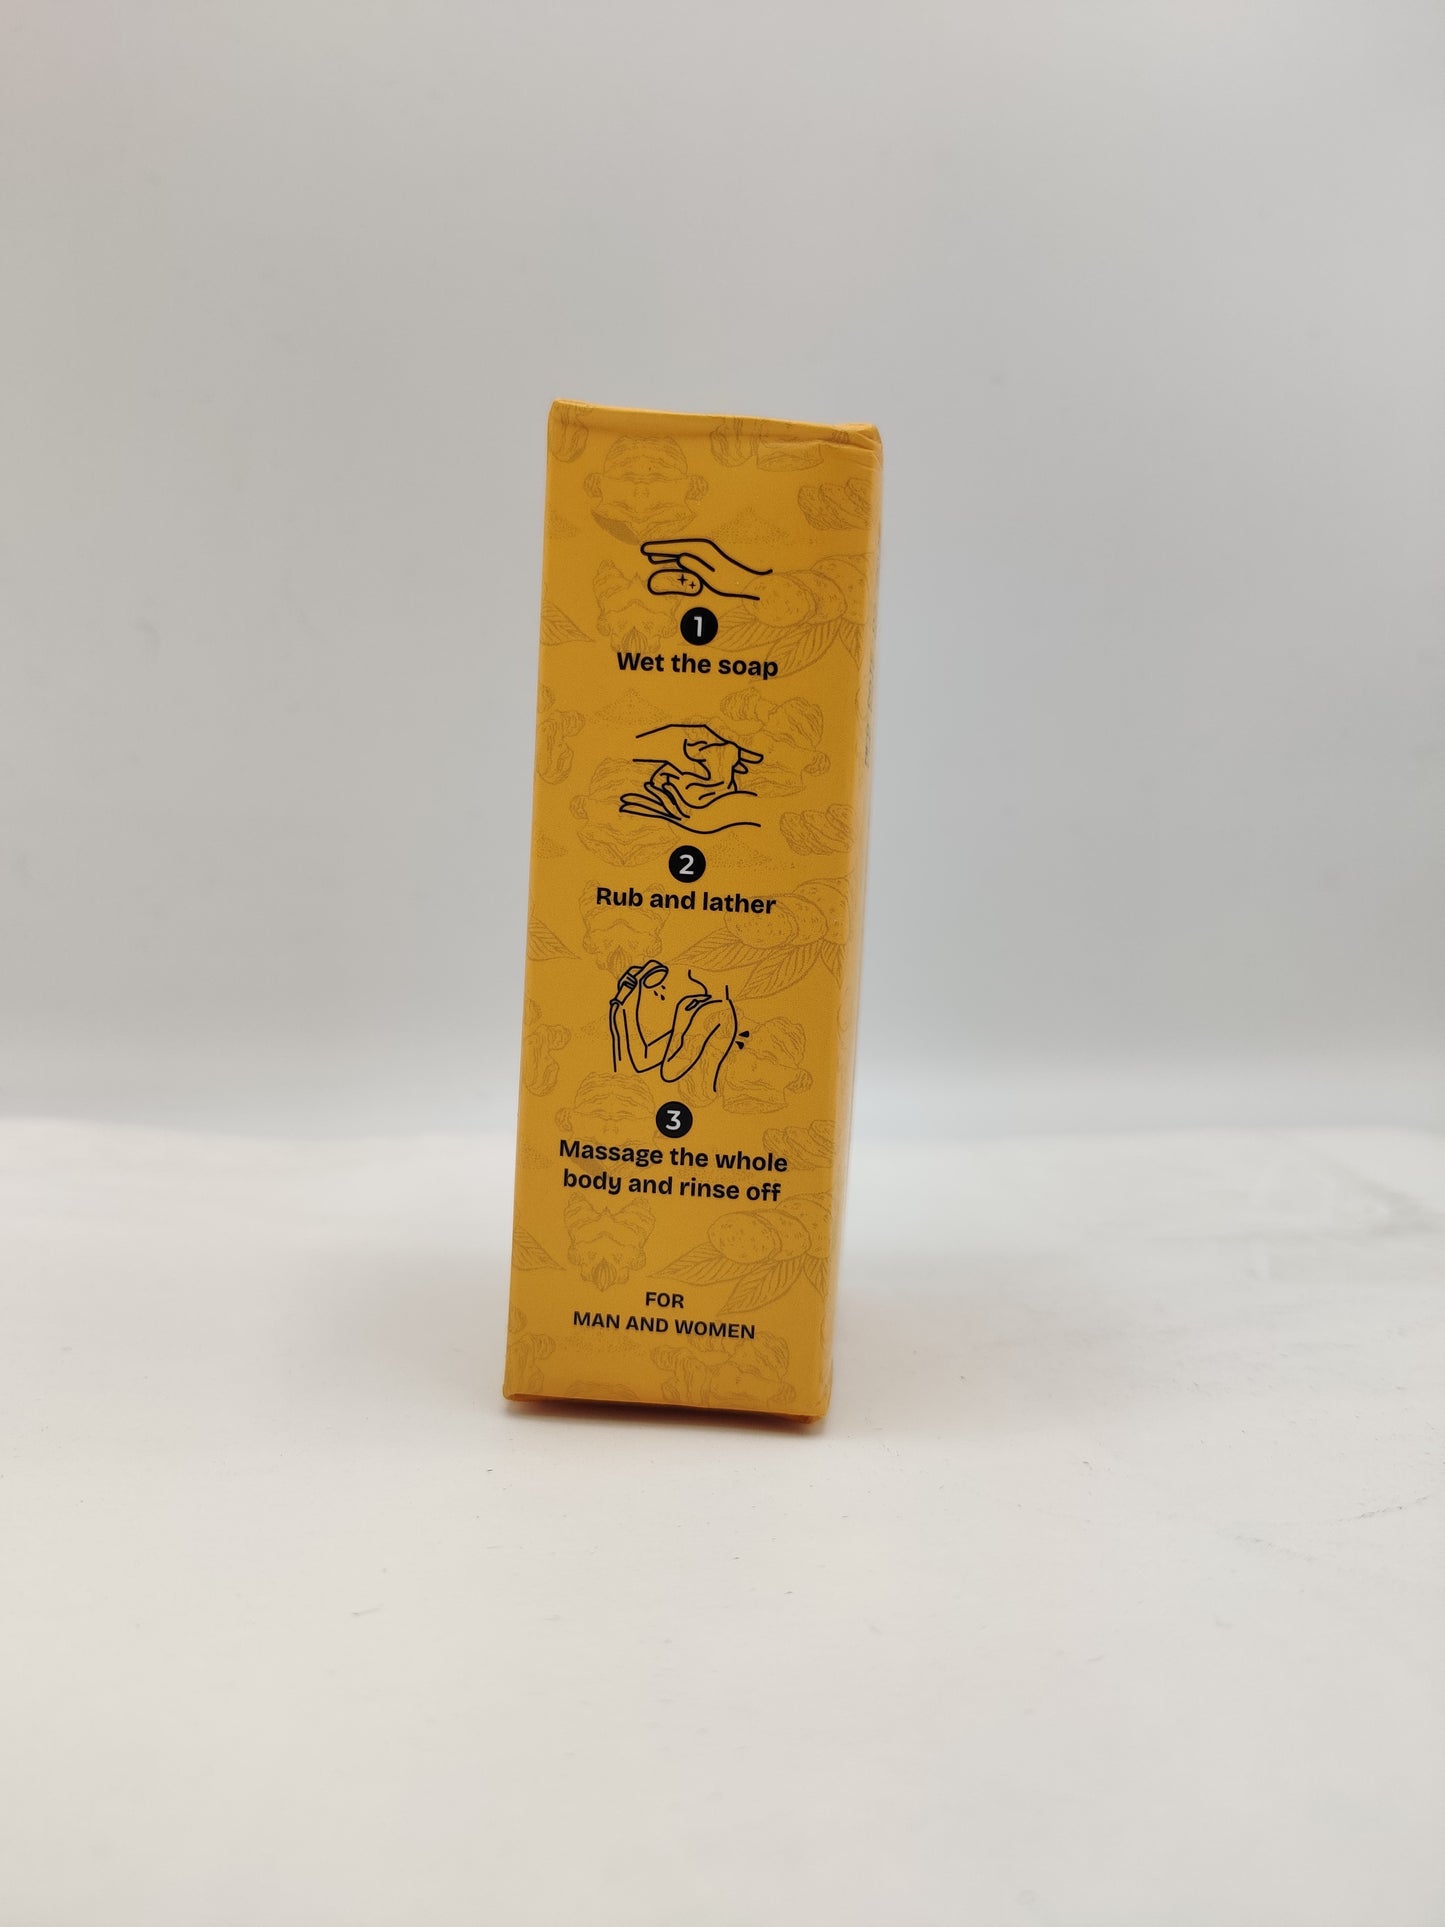 1
Wet the soap
2
Rub and lather
3
Massage the whole
body and rinse off
FOR
MAN AND WOMEN